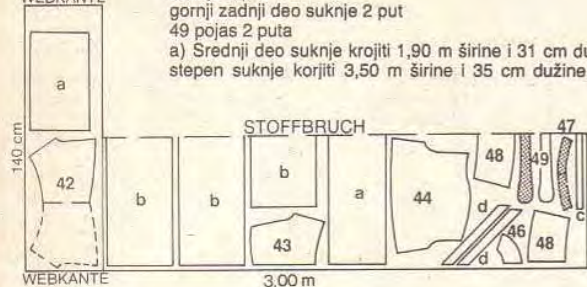 WEBKANTE
gornji zadnji deo suknje 2 put
49 pojas 2 puta
a) Srednji deo suknje krojiti 1,90 m širine i 31 cm du
stepen suknje korjiti 3,50 m širine i 35 cm dužine
STOFFBRUCH
47
140 cm
a
42
b
b
b
43
a
44
48
49
c
d
d
46
48
WEBKANTE
3.00 m